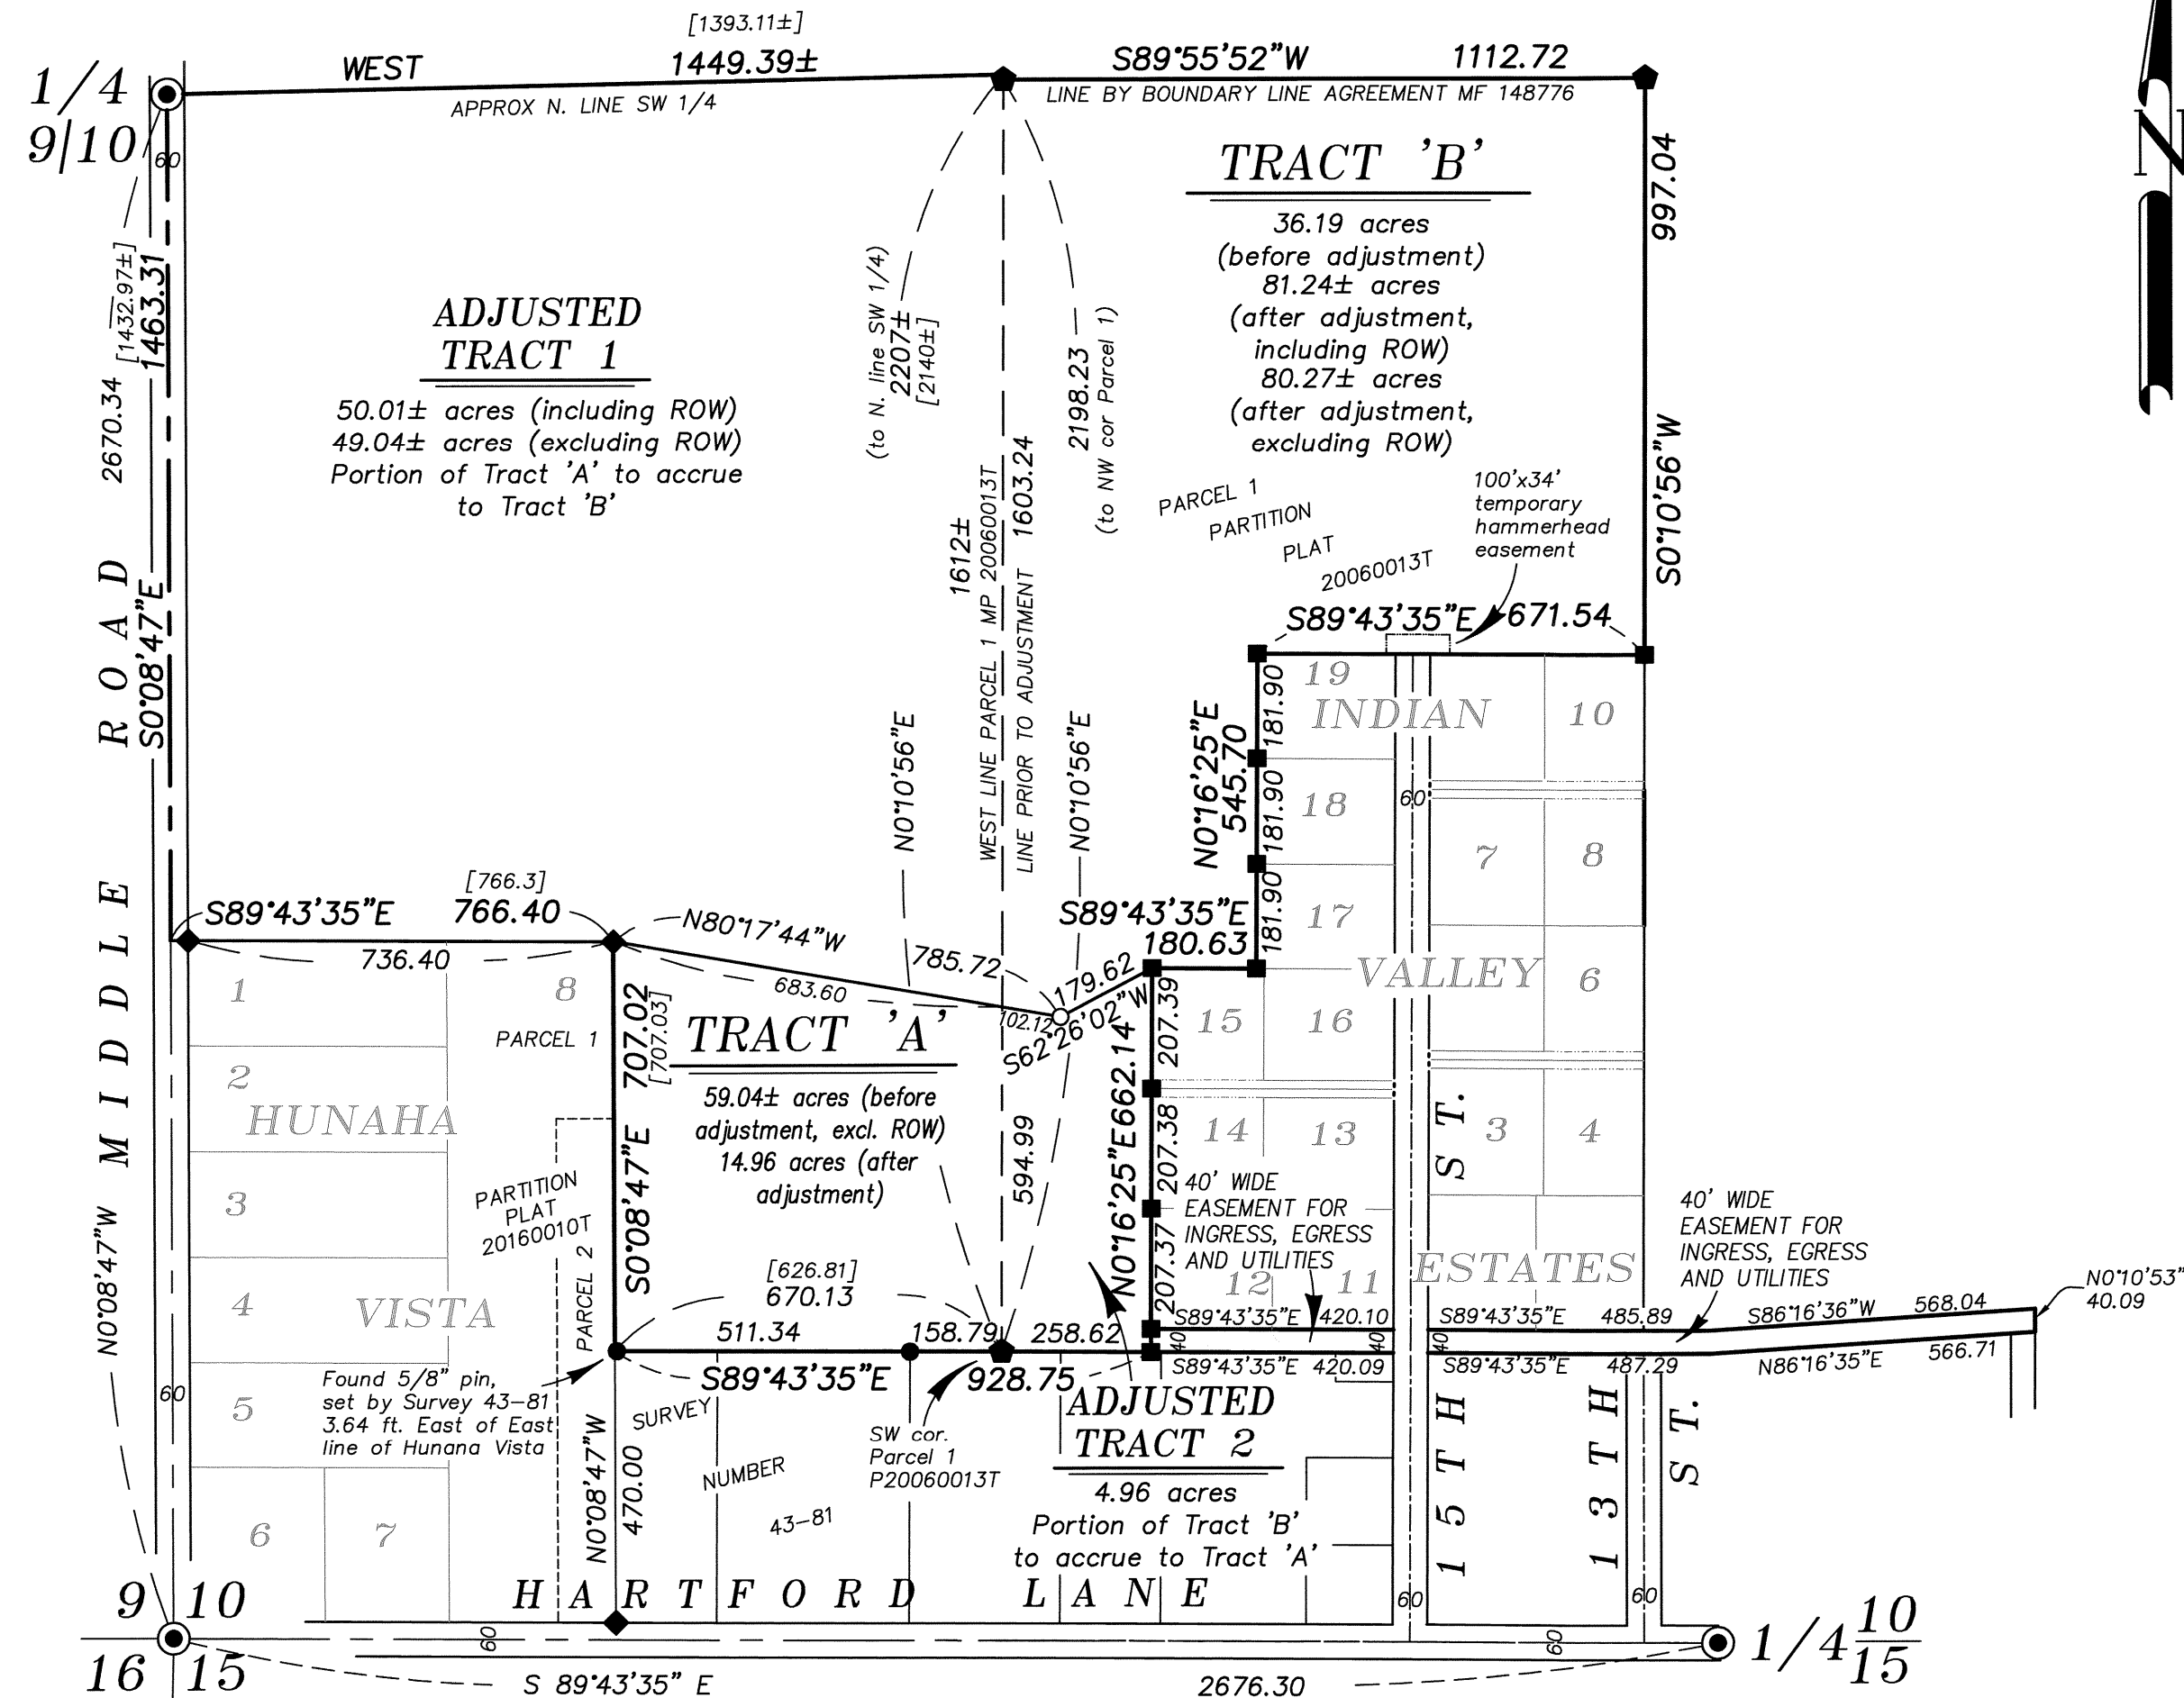 [1393.11±]
WEST 1449.39±
APPROX N. LINE SW 1/4
S89°55'52"W 1112.72
LINE BY BOUNDARY LINE AGREEMENT MF 148776
1/4
9|10
60
N
TRACT 'B'
36.19 acres
(before adjustment)
81.24± acres
(after adjustment,
including ROW)
80.27± acres
(after adjustment,
excluding ROW)
997.04
S0°10'56"W
ADJUSTED
TRACT 1
50.01± acres (including ROW)
49.04± acres (excluding ROW)
Portion of Tract 'A' to accrue
to Tract 'B'
2670.34
[1432.97±]
1463.31
S0°08'47"E
MIDDLE ROAD
N0°08'47"W
(to N. line SW 1/4)
2207±
[2140±]
2198.23
(to NW cor Parcel 1)
1612±
WEST LINE PARCEL 1 MP 20060013T
LINE PRIOR TO ADJUSTMENT 1603.24
PARCEL 1
PARTITION
PLAT
20060013T
100'x34'
temporary
hammerhead
easement
S89°43'35"E 671.54
N0°16'25"E
545.70
181.90
181.90
181.90
19
INDIAN
10
18
60
7
8
17
VALLEY
6
15
16
14
13
3
4
12
11
ESTATES
N0°10'56"E
N0°10'56"E
S89°43'35"E
180.63
S89°43'35"E
[766.3]
766.40
736.40
N80°17'44"W
785.72
683.60
102.12
179.62
S62°26'02"W
1
8
PARCEL 1
2
HUNAHA
3
4
VISTA
5
6
7
PARTITION
PLAT
20160010T
PARCEL 2
707.02
[707.03]
S0°08'47"E
TRACT 'A'
59.04± acres (before
adjustment, excl. ROW)
14.96 acres (after
adjustment)
594.99
N0°16'25"E 662.14
207.39
207.38
207.37
40' WIDE
EASEMENT FOR
INGRESS, EGRESS
AND UTILITIES
40' WIDE
EASEMENT FOR
INGRESS, EGRESS
AND UTILITIES
N0°10'53"
40.09
[626.81]
670.13
511.34
158.79
258.62
S89°43'35"E 928.75
S89°43'35"E 420.10
S89°43'35"E 485.89
S86°16'36"W 568.04
40
40
40
S89°43'35"E 420.09
S89°43'35"E 487.29
N86°16'35"E 566.71
Found 5/8" pin,
set by Survey 43-81
3.64 ft. East of East
line of Hunana Vista
60
N0°08'47"W
470.00
SURVEY
NUMBER
43-81
SW cor.
Parcel 1
P20060013T
ADJUSTED
TRACT 2
4.96 acres
Portion of Tract 'B'
to accrue to Tract 'A'
15TH ST.
13TH ST.
60
60
HARTFORD LANE
60
60
9 10
16 15
S 89°43'35" E 2676.30
1/4 10
15